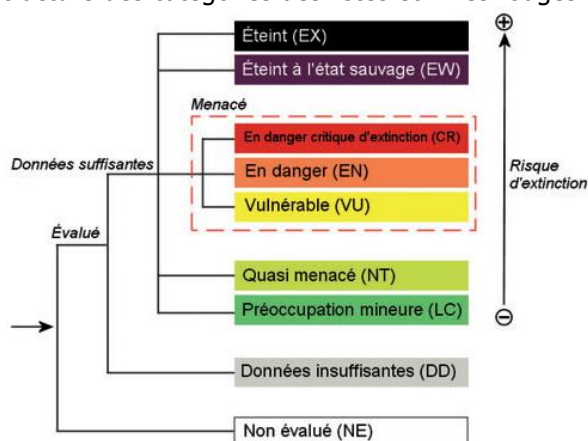 Éteint (EX)
Éteint à l'état sauvage (EW)
Menacé
En danger critique d'extinction (CR)
Données suffisantes
En danger (EN)
Risque
d'extinction
Vulnérable (VU)
Évalué
Quasi menacé (NT)
Préoccupation mineure (LC)
Données insuffisantes (DD)
Non évalué (NE)